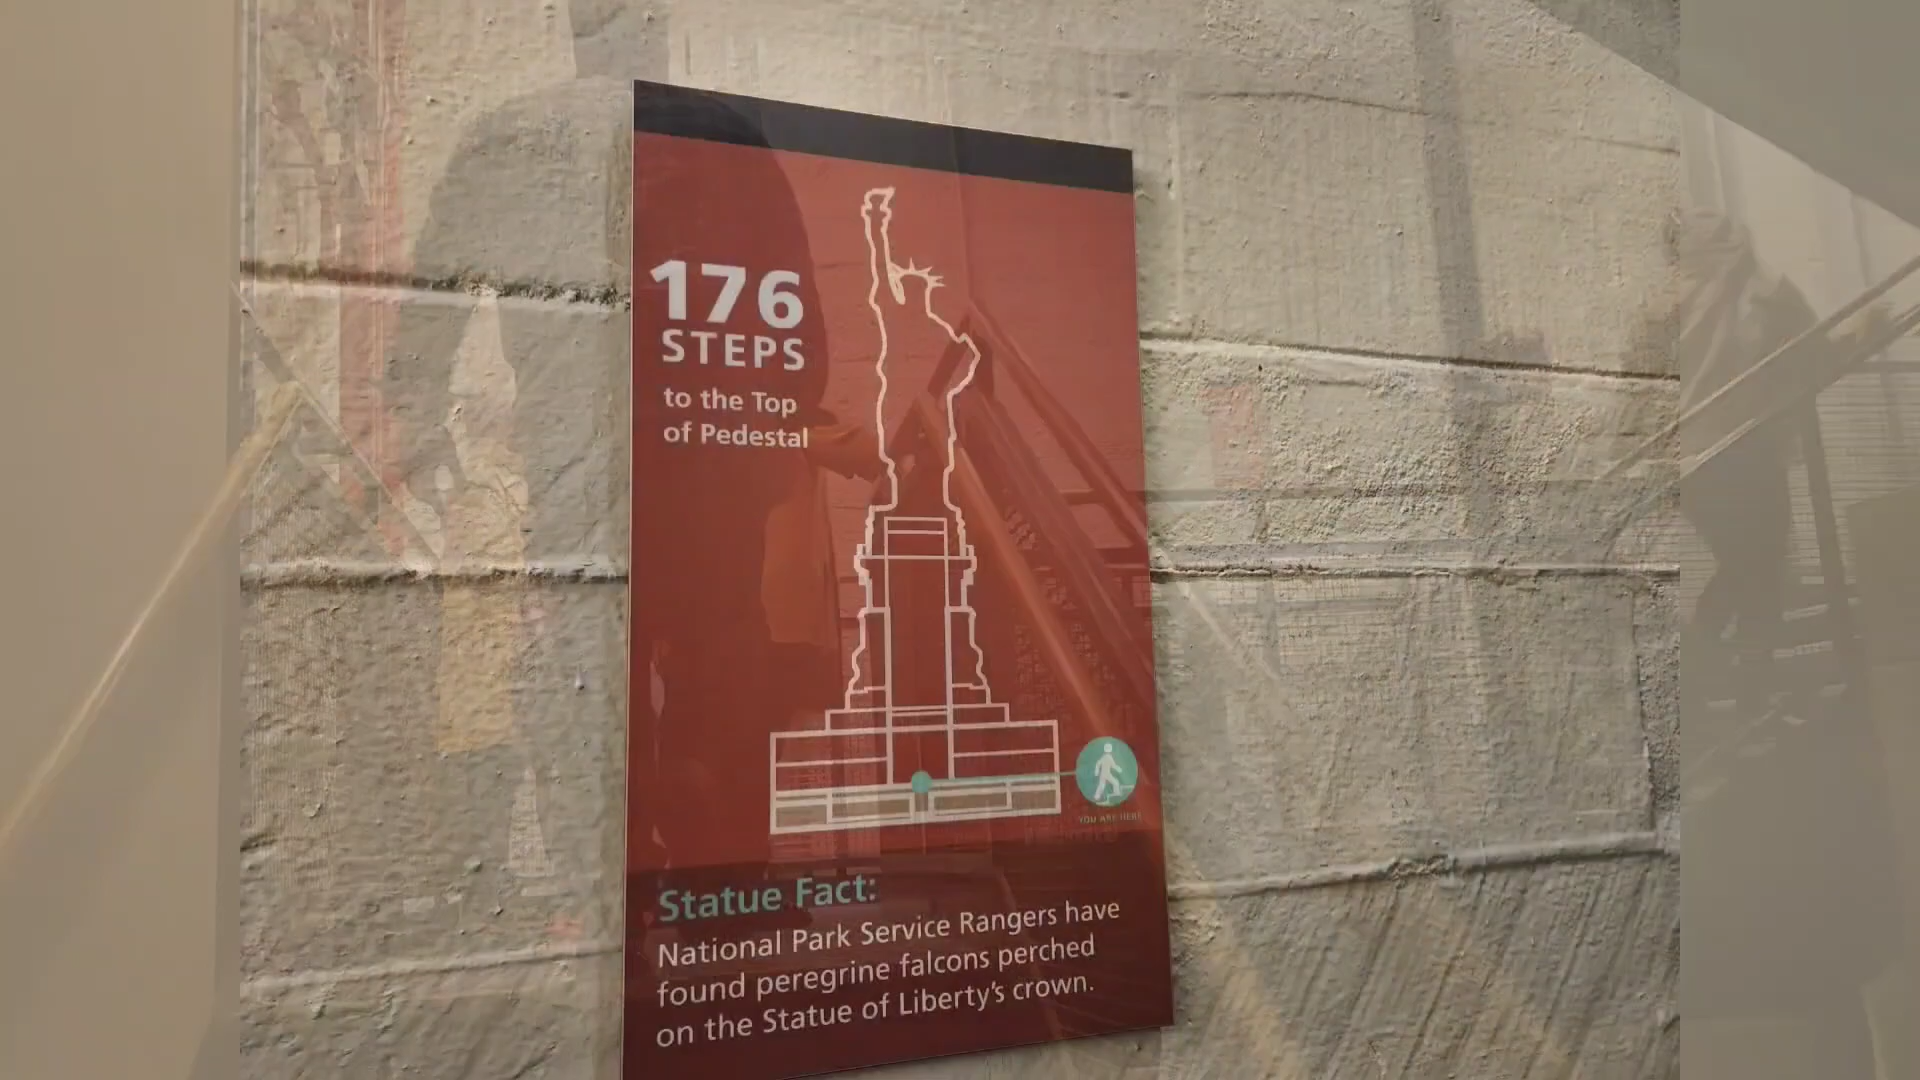 176
STEPS
to the Top
of Pedestal
YOU ARE HERE
Statue Fact:
National Park Service Rangers have
found peregrine falcons perched
on the Statue of Liberty's crown.